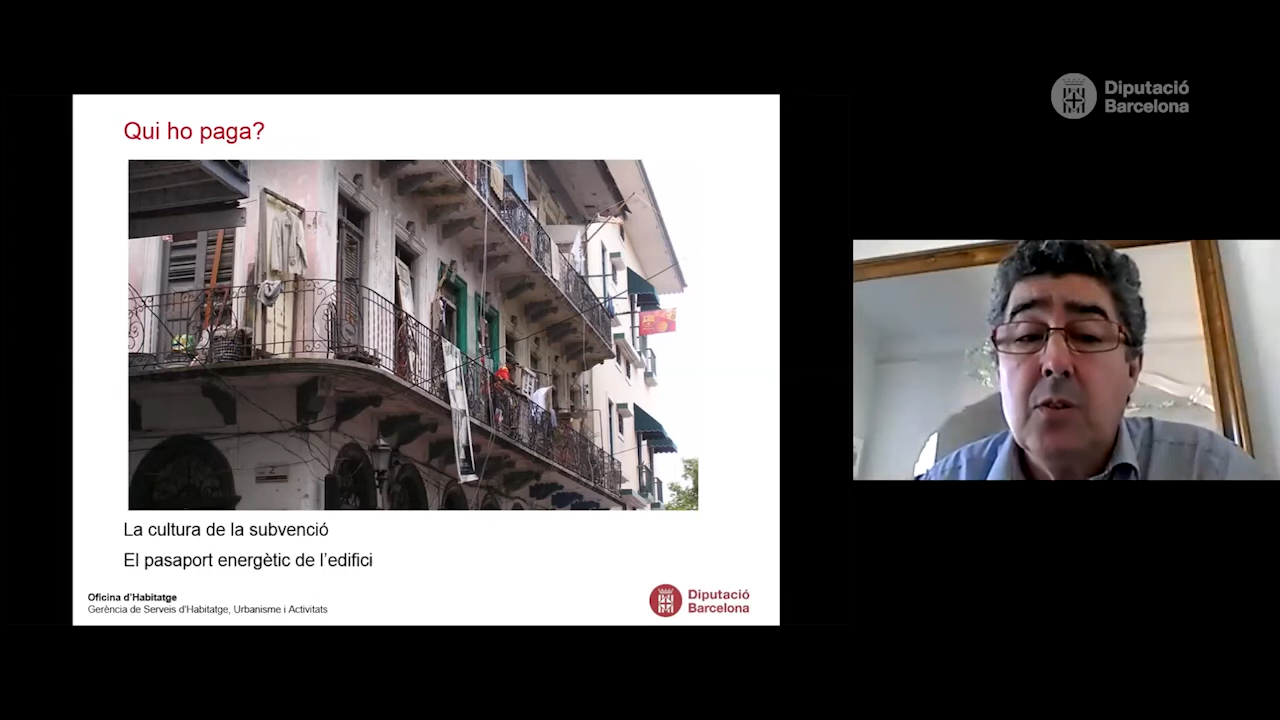 Diputació
Barcelona
Qui ho paga?
2
La cultura de la subvenció
El pasaport energètic de l'edifici
Oficina d'Habitatge
Gerència de Serveis d'Habitatge, Urbanisme i Activitats
Diputació
Barcelona